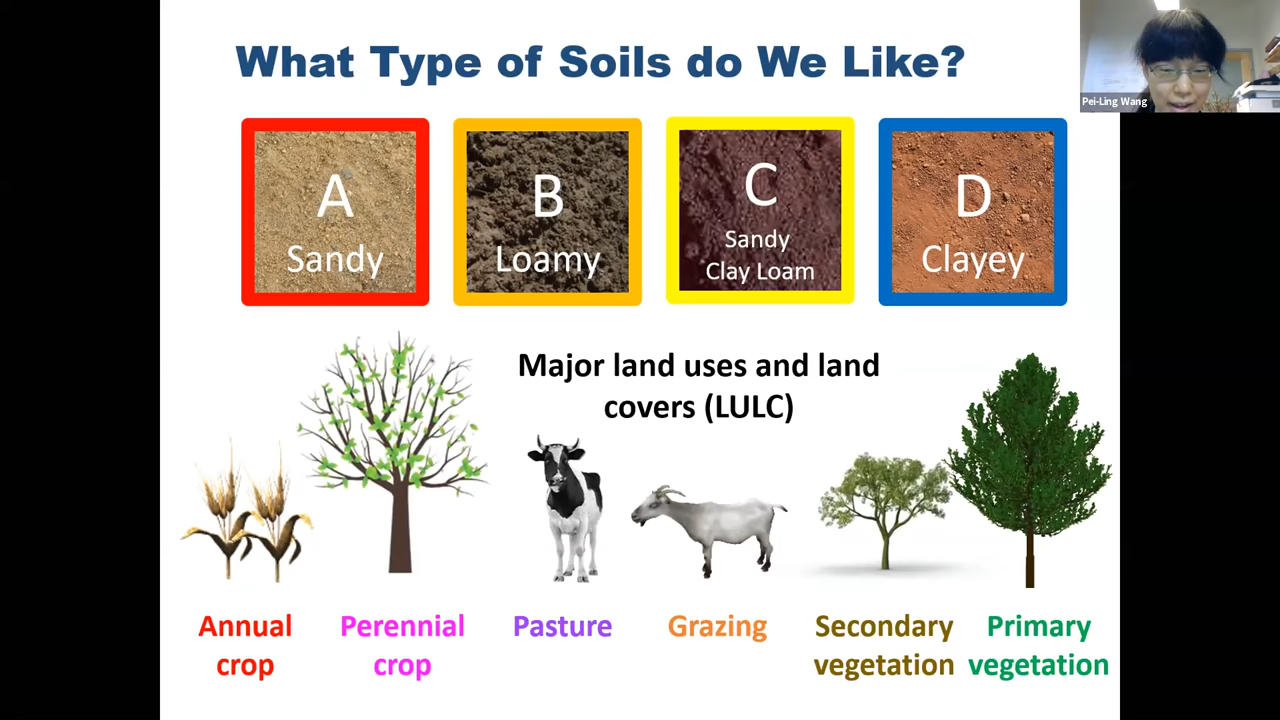 What Type of Soils do We Like?
Pei-Ling Wang
A
Sandy
B
Loamy
C
Sandy
Clay Loam
D
Clayey
Major land uses and land
covers (LULC)
Annual
crop
Perennial
crop
Pasture
Grazing
Secondary
vegetation
Primary
vegetation